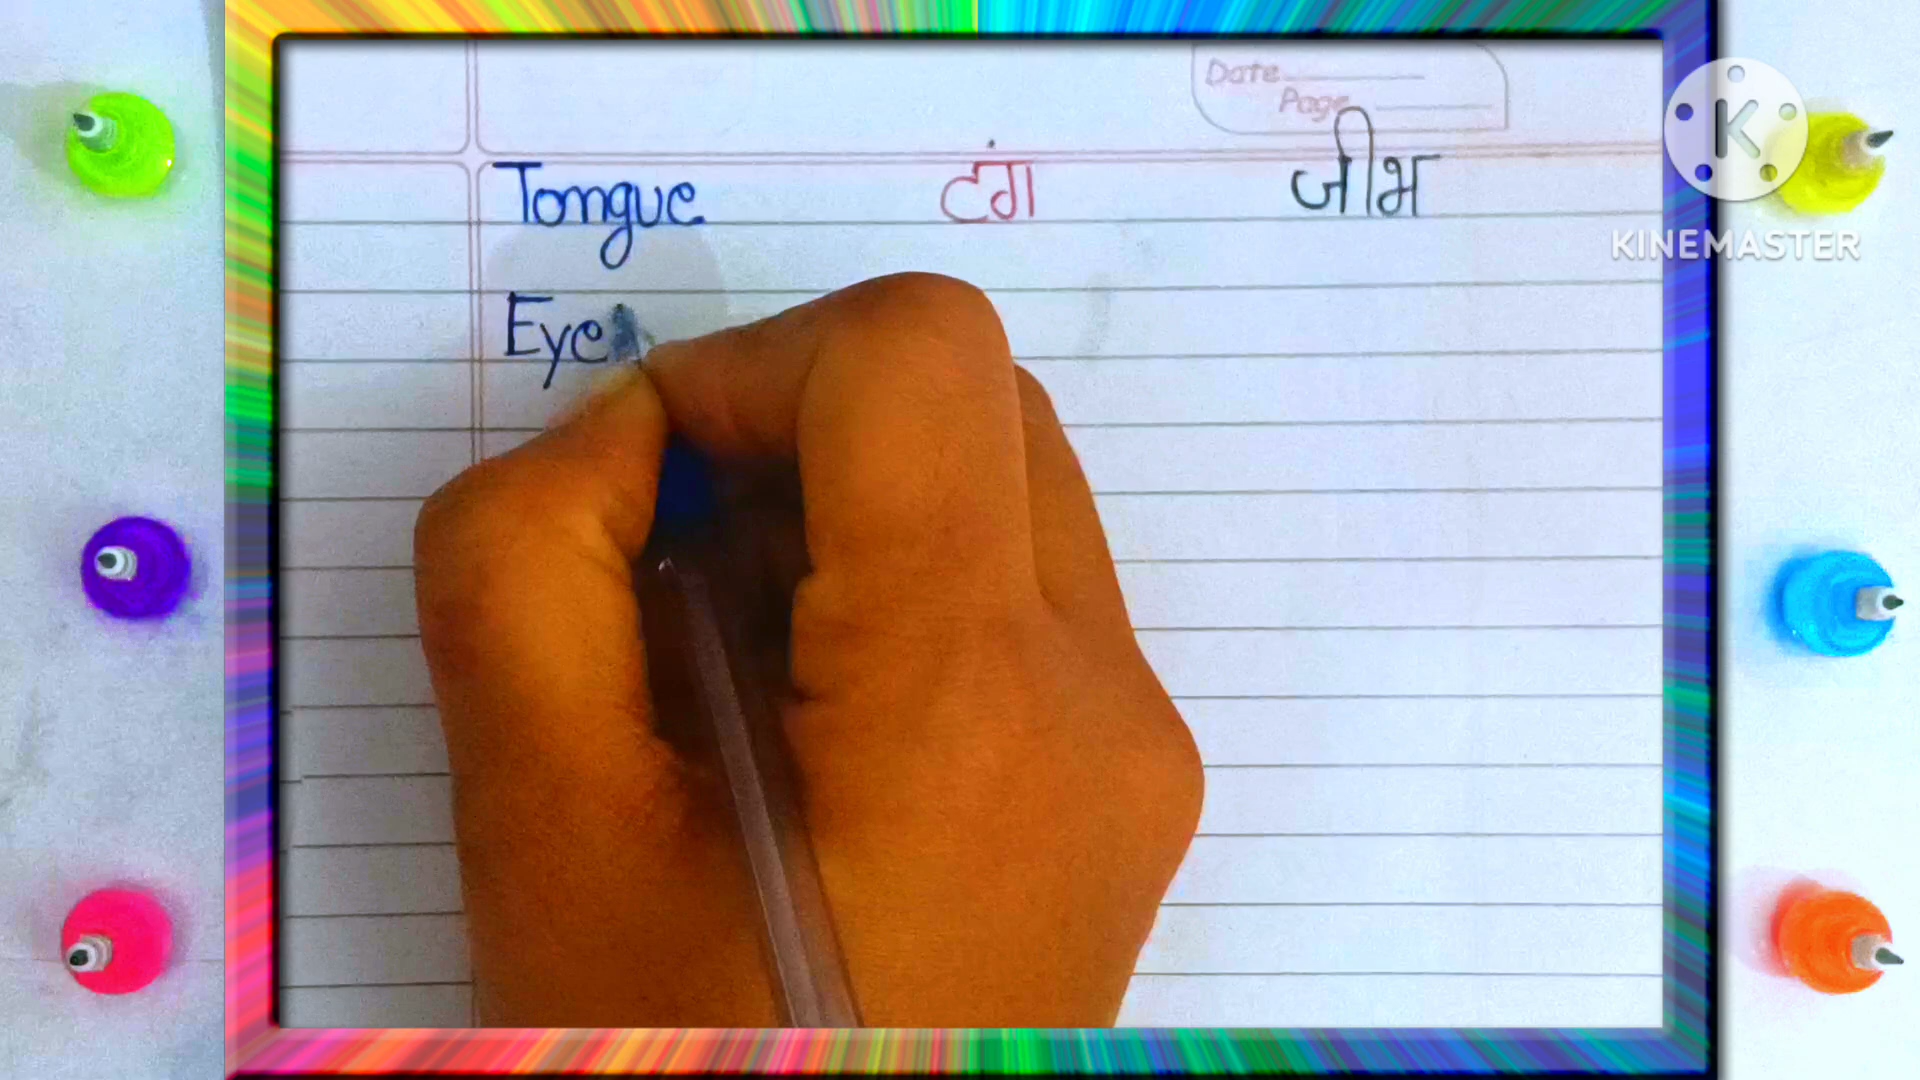 Date
Page
Tongue टंग जीभ
Eye
KINEMASTER